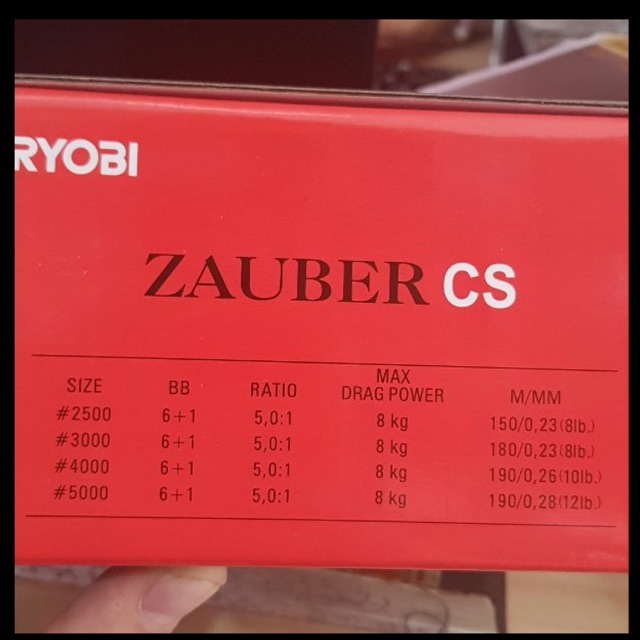 RYOBI
ZAUBER CS
SIZE BB RATIO MAX DRAG POWER M/MM
#2500 6+1 5,0:1 8 kg 150/0,23(8lb.)
#3000 6+1 5,0:1 8 kg 180/0,23(8lb.)
#4000 6+1 5,0:1 8 kg 190/0,26(10lb.)
#5000 6+1 5,0:1 8 kg 190/0,28(12lb.)